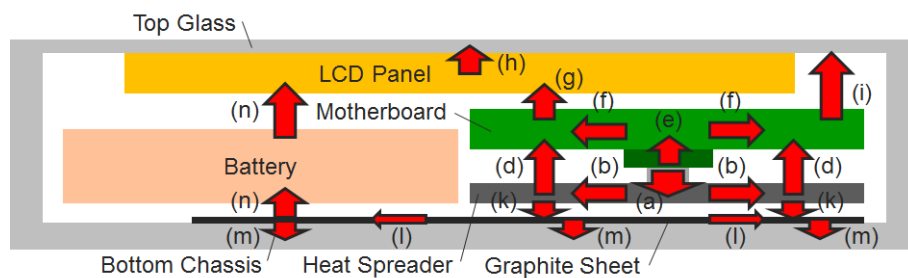 Top Glass
LCD Panel
(h)
(g)
(i)
(n)
Motherboard
(f)
(f)
(e)
Battery
(d)
(b)
(b)
(d)
(n)
(k)
(a)
(k)
(m)
(l)
(m)
(l)
(m)
Bottom Chassis
Heat Spreader
Graphite Sheet